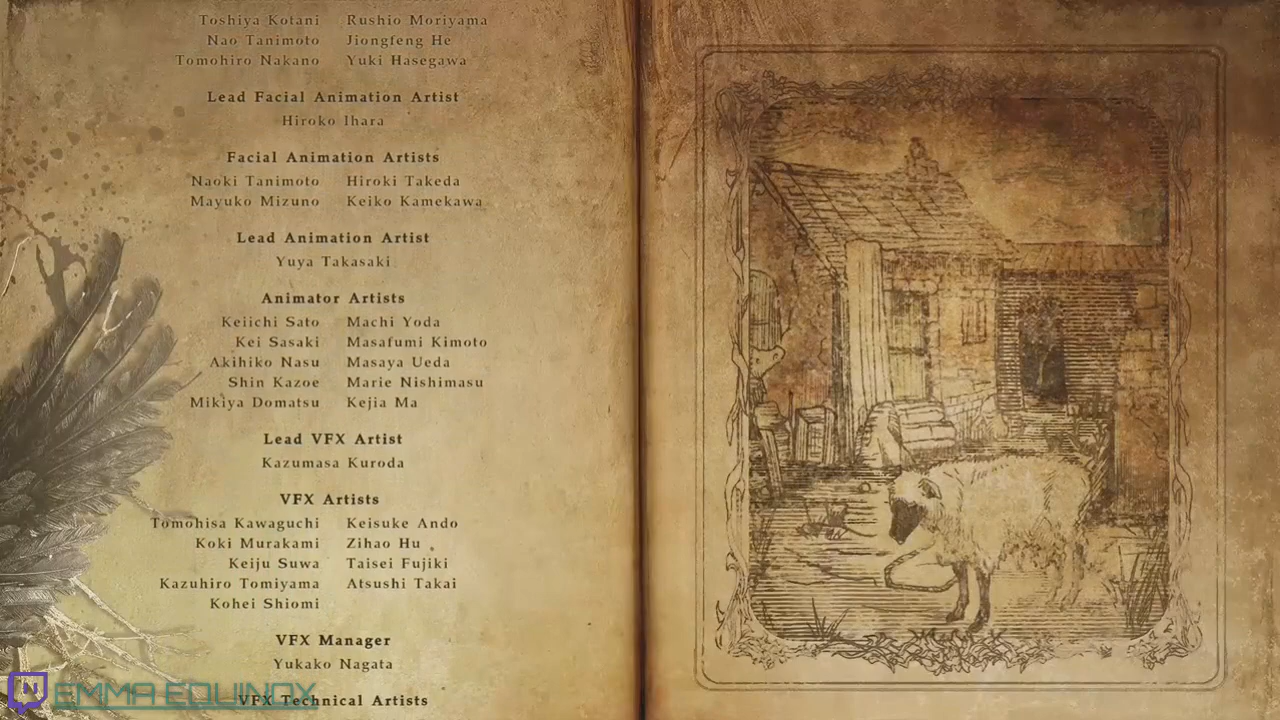 Toshiya Kotani Rushio Moriyama
Nao Tanimoto Jiongfeng He
Tomohiro Nakano Yuki Hasegawa
Lead Facial Animation Artist
Hiroko Ihara
Facial Animation Artists
Naoki Tanimoto Hiroki Takeda
Mayuko Mizuno Keiko Kamekawa
Lead Animation Artist
Yuya Takasaki
Animator Artists
Keiichi Sato Machi Yoda
Kei Sasaki Masafumi Kimoto
Akihiko Nasu Masaya Ueda
Shin Kazoe Marie Nishimasu
Mikiya Domatsu Kejia Ma
Lead VFX Artist
Kazumasa Kuroda
VFX Artists
Tomohisa Kawaguchi Keisuke Ando
Koki Murakami Zihao Hu
Keiju Suwa Taisei Fujiki
Kazuhiro Tomiyama Atsushi Takai
Kohei Shiomi
VFX Manager
Yukako Nagata
VFX Technical Artists
EMMA EQUINOX